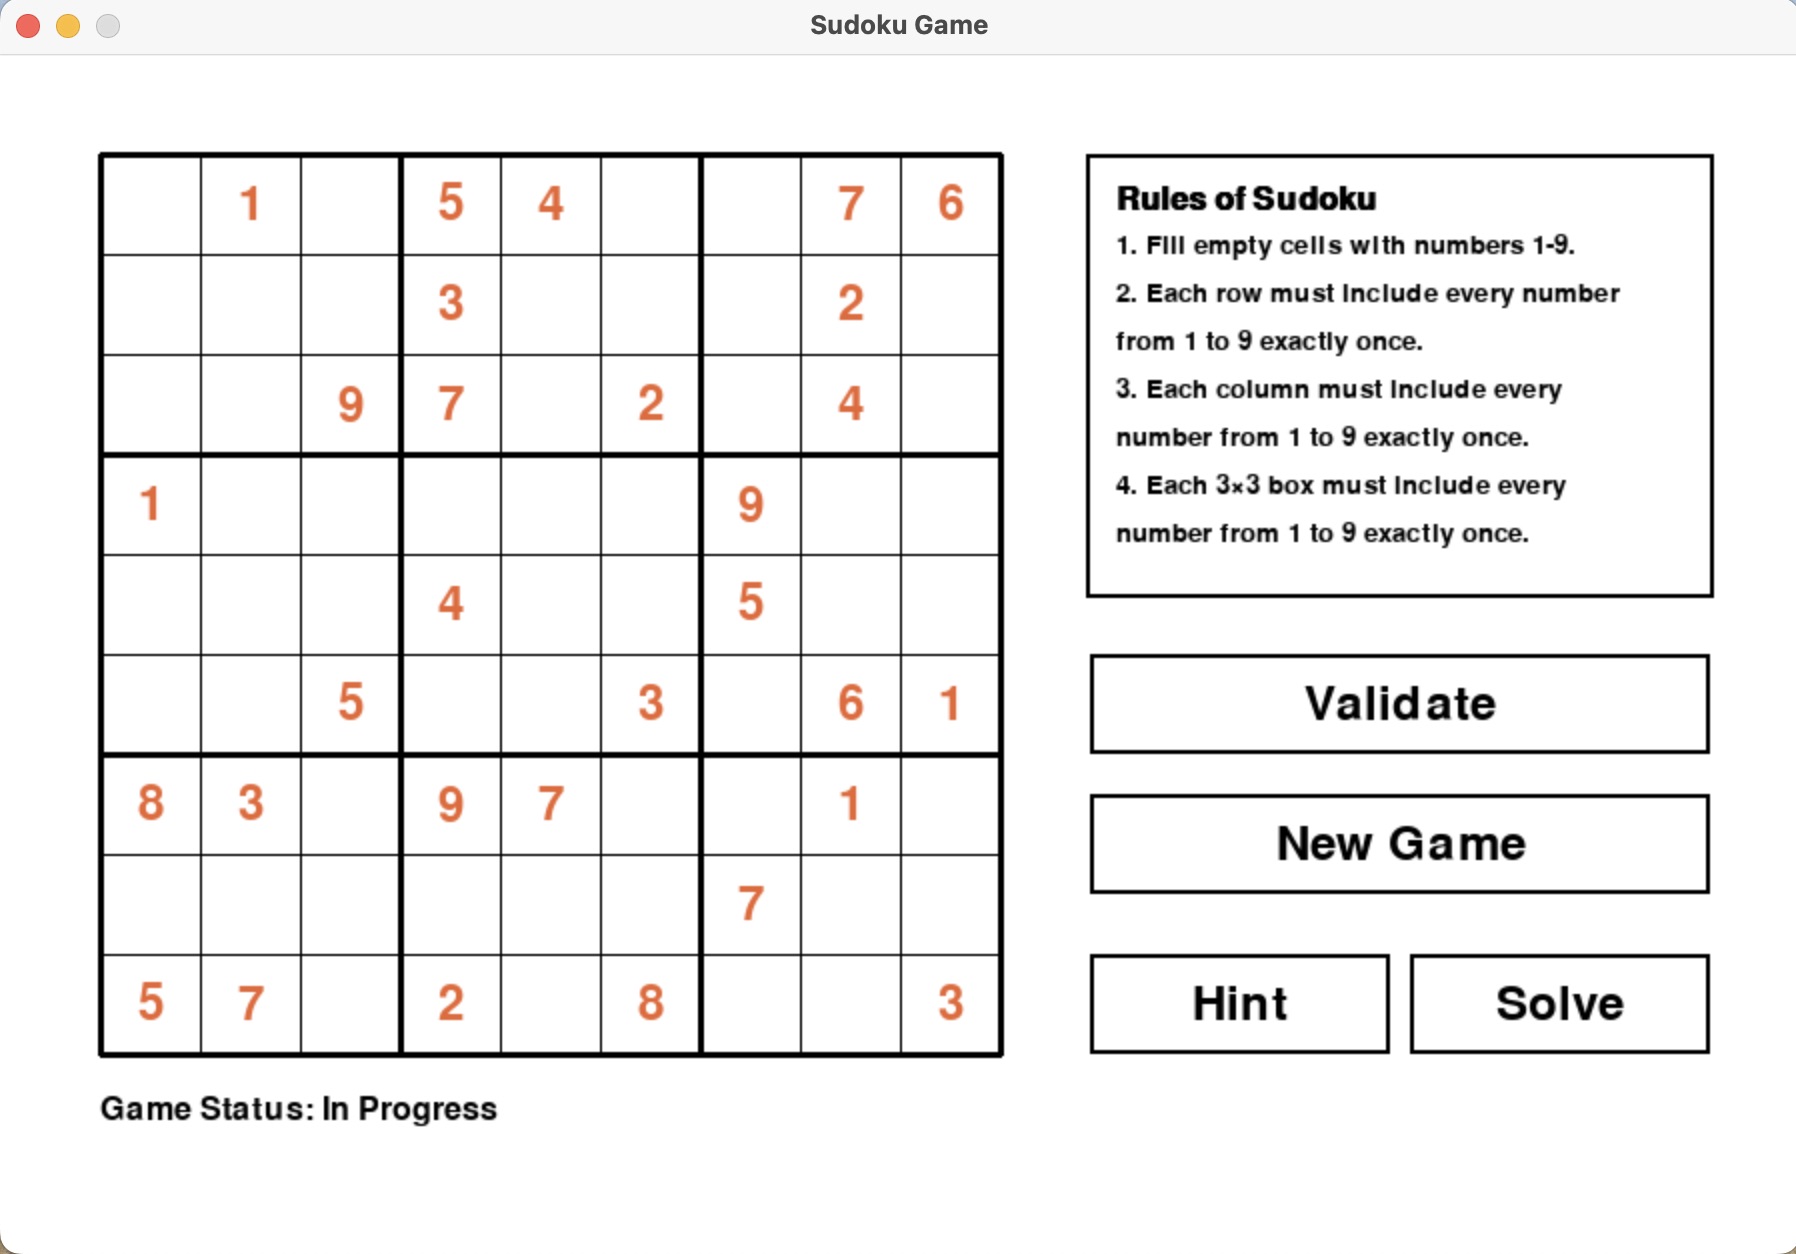 Sudoku Game
1 5 4 7 6
3 2
9 7 2 4
1 9
4 5
5 3 6 1
8 3 9 7 1
7
5 7 2 8 3
Game Status: In Progress
Rules of Sudoku
1. Fill empty cells with numbers 1-9.
2. Each row must include every number
from 1 to 9 exactly once.
3. Each column must include every
number from 1 to 9 exactly once.
4. Each 3×3 box must include every
number from 1 to 9 exactly once.
Validate
New Game
Hint Solve